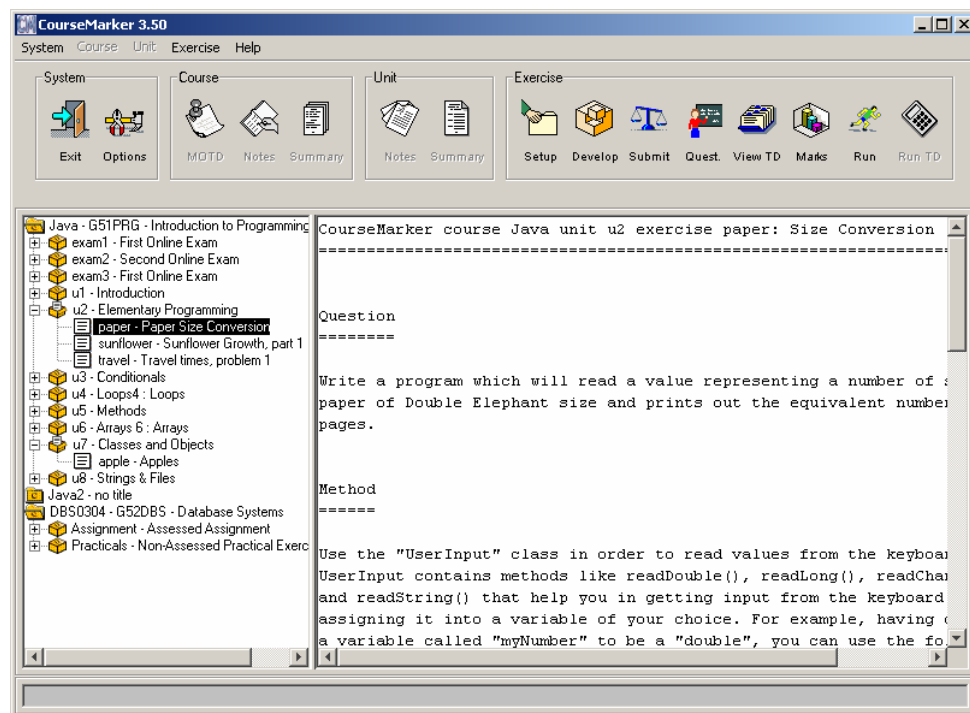 CourseMarker 3.50
System Course Unit Exercise Help
System
Course
Unit
Exercise
Exit Options
MOTD Notes Summary
Notes Summary
Setup Develop Submit Quest. View TD Marks Run Run TD
Java - G51PRG - Introduction to Programming
exam1 - First Online Exam
exam2 - Second Online Exam
exam3 - First Online Exam
u1 - Introduction
u2 - Elementary Programming
paper - Paper Size Conversion
sunflower - Sunflower Growth, part 1
travel - Travel times, problem 1
u3 - Conditionals
u4 - Loops4 : Loops
u5 - Methods
u6 - Arrays 6 : Arrays
u7 - Classes and Objects
apple - Apples
u8 - Strings & Files
Java2 - no title
DBS0304 - G52DBS - Database Systems
Assignment - Assessed Assignment
Practicals - Non-Assessed Practical Exerc
CourseMarker course Java unit u2 exercise paper: Size Conversion
================================================================
Question
========
Write a program which will read a value representing a number of s
paper of Double Elephant size and prints out the equivalent number
pages.
Method
======
Use the "UserInput" class in order to read values from the keyboar
UserInput contains methods like readDouble(), readLong(), readChar
and readString() that help you in getting input from the keyboard
assigning it into a variable of your choice. For example, having
a variable called "myNumber" to be a "double", you can use the fo